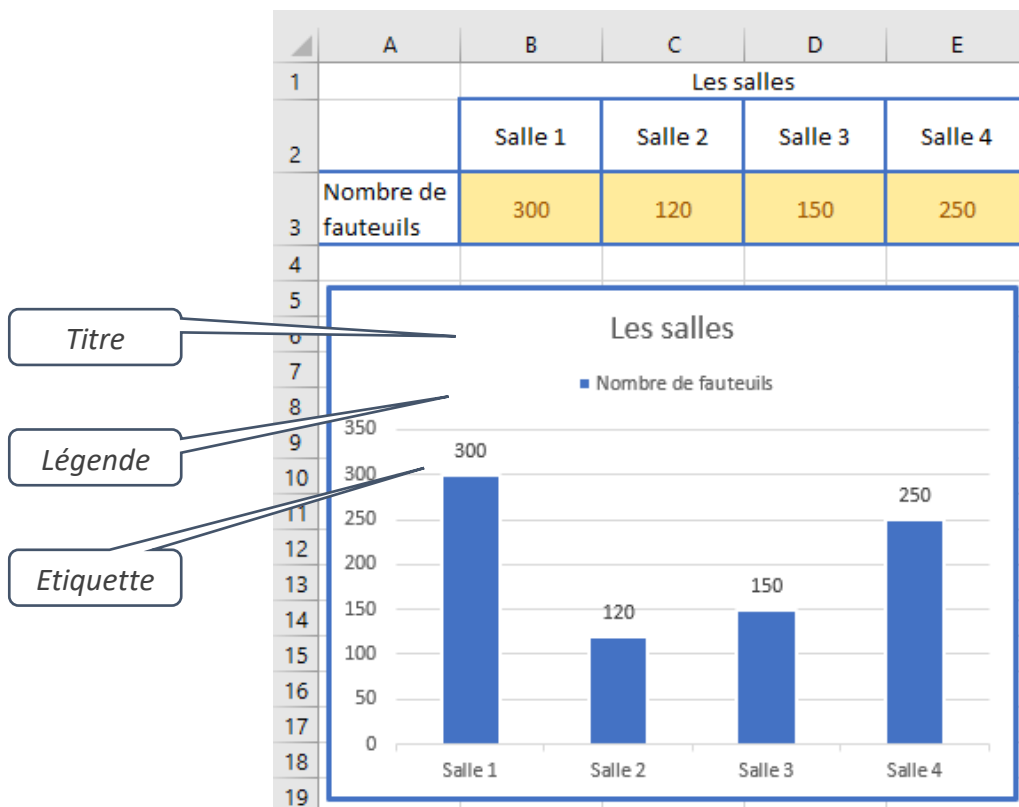 A B C D E
1 Les salles
2 Salle 1 Salle 2 Salle 3 Salle 4
Nombre de
3 fauteuils 300 120 150 250
4
5
6 Les salles
Titre
7 Nombre de fauteuils
8
350
9 300
Légende
10 300
250
11 250
12
200
Etiquette
13 150
150
14 120
15 100
16 50
17
0
18 Salle 1 Salle 2 Salle 3 Salle 4
19